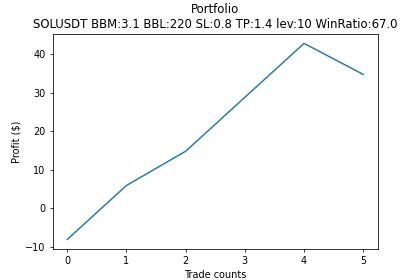 Portfolio
SOLUSDT BBM:3.1 BBL:220 SL:0.8 TP:1.4 lev:10 WinRatio:67.0
40
30
20
10
0
−10
Profit ($)
0 1 2 3 4 5
Trade counts